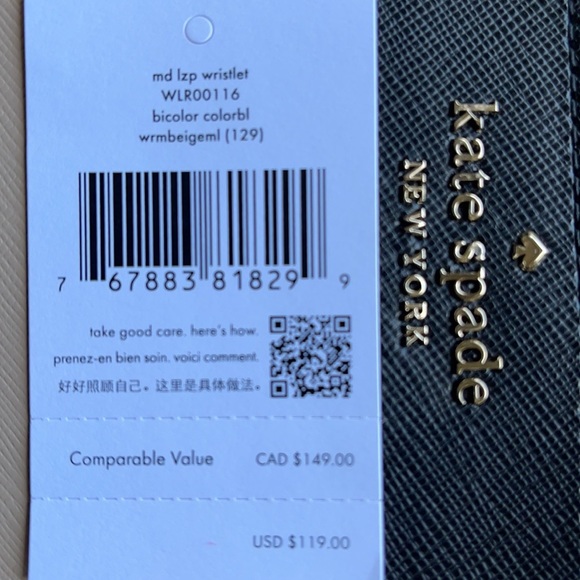 md lzp wristlet
WLR00116
bicolor colorbl
wrmbeigeml (129)
7 67883 81829 9
take good care. here's how.
prenez-en bien soin. voici comment.
好好照顾自己。这里是具体做法。
Comparable Value CAD $149.00
USD $119.00
kate spade
NEW YORK